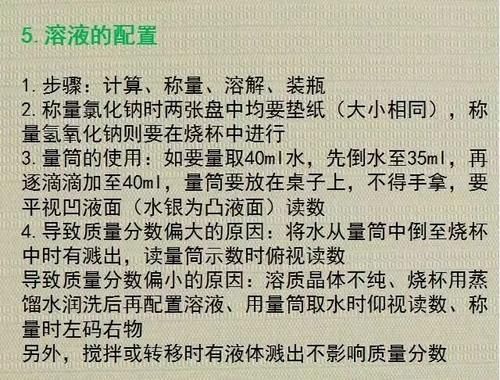 5.溶液的配置
1.步骤：计算、称量、溶解、装瓶
2.称量氯化钠时两张盘中均要垫纸（大小相同），称
量氢氧化钠则要在烧杯中进行
3.量筒的使用：如要量取40ml水，先倒水至35ml，再
逐滴滴加至40ml，量筒要放在桌子上，不得手拿，要
平视凹液面（水银为凸液面）读数
4.导致质量分数偏大的原因：将水从量筒中倒至烧杯
中时有溅出，读量筒示数时俯视读数
导致质量分数偏小的原因：溶质晶体不纯、烧杯用蒸
馏水润洗后再配置溶液、用量筒取水时仰视读数、称
量时左码右物
另外，搅拌或转移时有液体溅出不影响质量分数